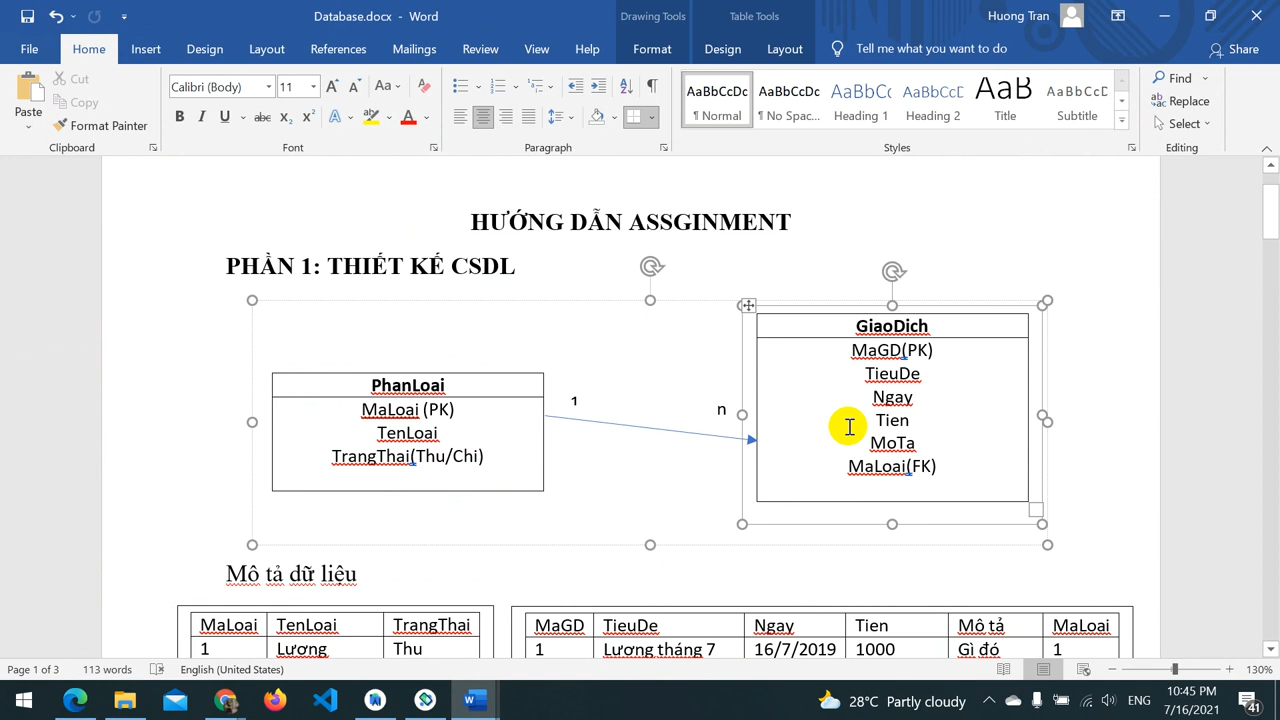 Database.docx - Word
Drawing Tools
Table Tools
Huong Tran
File
Home
Insert
Design
Layout
References
Mailings
Review
View
Help
Format
Design
Layout
Tell me what you want to do
Share
Paste
Cut
Copy
Format Painter
Clipboard
Calibri (Body)
11
Font
Paragraph
AaBbCcDc
¶ Normal
AaBbCcDc
¶ No Spac...
AaBbCc
Heading 1
AaBbCcD
Heading 2
AaB
Title
AaBbCcD
Subtitle
Styles
Find
Replace
Select
Editing
HƯỚNG DẪN ASSGINMENT
PHẦN 1: THIẾT KẾ CSDL
PhanLoai
MaLoai (PK)
TenLoai
TrangThai(Thu/Chi)
1
n
GiaoDich
MaGD(PK)
TieuDe
Ngay
Tien
MoTa
MaLoai(FK)
Mô tả dữ liệu
MaLoai TenLoai TrangThai
1 Lương Thu
MaGD TieuDe Ngay Tien Mô tả MaLoai
1 Lương tháng 7 16/7/2019 1000 Gì đó 1
Page 1 of 3
113 words
English (United States)
130%
28°C Partly cloudy
ENG
10:45 PM
7/16/2021
41